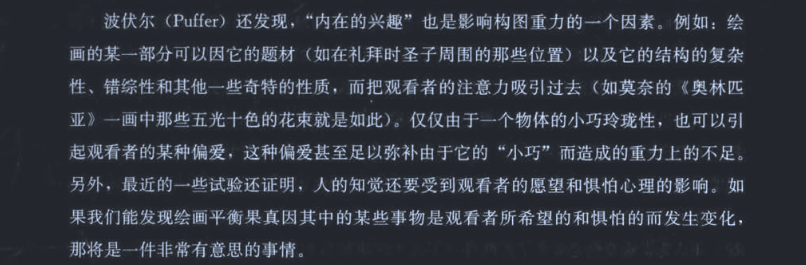 波伏尔（Puffer）还发现，“内在的兴趣”也是影响构图重力的一个因素。例如：绘
画的某一部分可以因它的题材（如在礼拜时圣子周围的那些位置）以及它的结构的复杂
性、错综性和其他一些奇特的性质，而把观看者的注意力吸引过去（如莫奈的《奥林匹
亚》一画中那些五光十色的花束就是如此）。仅仅由于一个物体的小巧玲珑性，也可以引
起观看者的某种偏爱，这种偏爱甚至足以弥补由于它的“小巧”而造成的重力上的不足。
另外，最近的一些试验还证明，人的知觉还要受到观看者的愿望和惧怕心理的影响。如
果我们能发现绘画平衡果真因其中的某些事物是观看者所希望的和惧怕的而发生变化，
那将是一件非常有意思的事情。